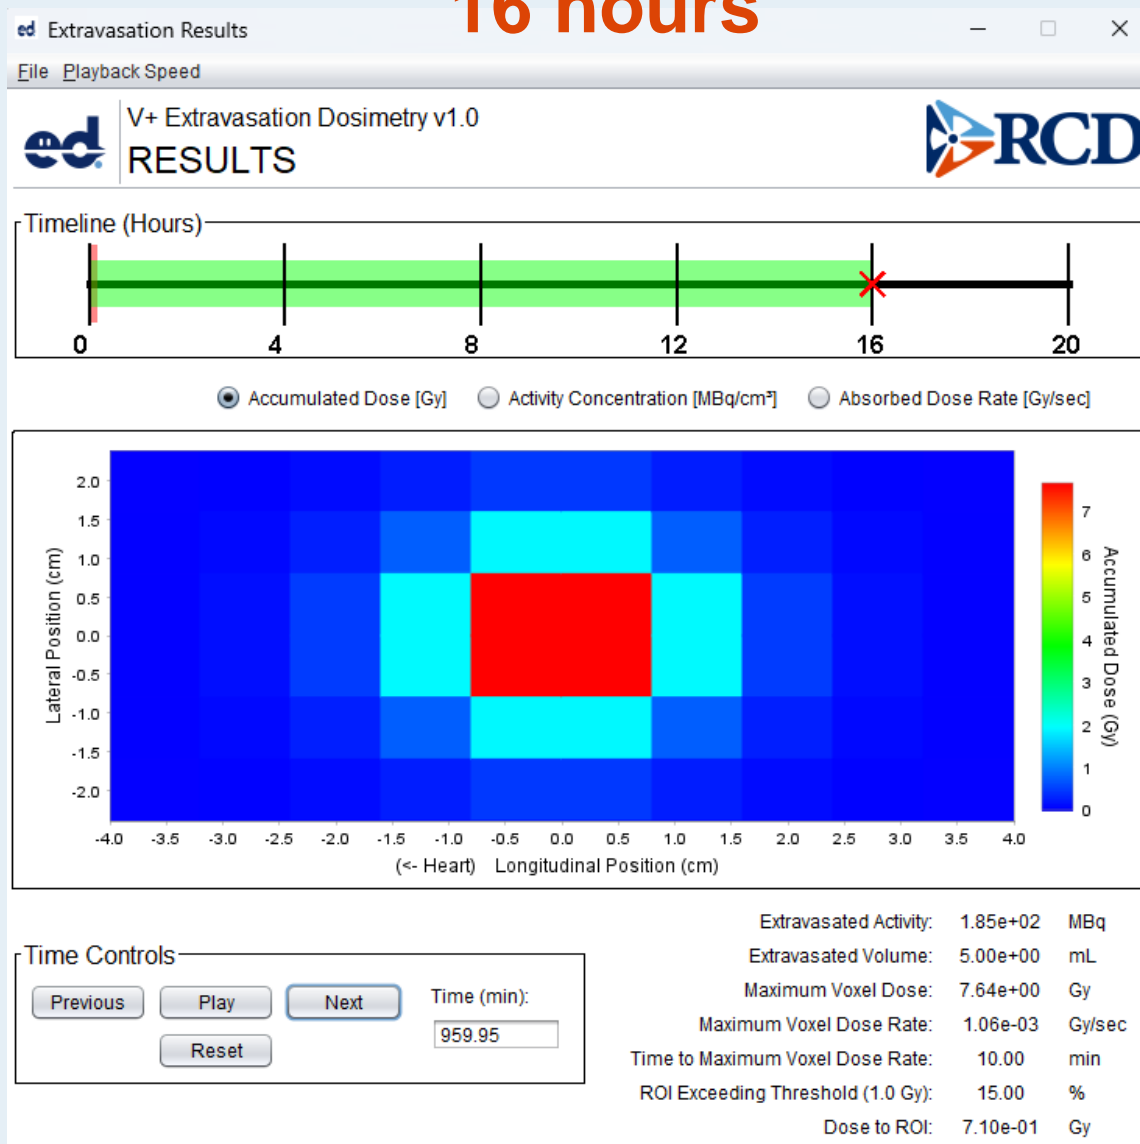 16 hours
ed Extravasation Results
File Playback Speed
ed V+ Extravasation Dosimetry v1.0
RESULTS
RCD
Timeline (Hours)
0 4 8 12 16 20
Accumulated Dose [Gy] Activity Concentration [MBq/cm³] Absorbed Dose Rate [Gy/sec]
2.0
1.5
1.0
0.5
0.0
-0.5
-1.0
-1.5
-2.0
Lateral Position (cm)
-4.0 -3.5 -3.0 -2.5 -2.0 -1.5 -1.0 -0.5 0.0 0.5 1.0 1.5 2.0 2.5 3.0 3.5 4.0
(<- Heart) Longitudinal Position (cm)
7
6
5
4
3
2
1
0
Accumulated Dose (Gy)
Time Controls
Previous Play Next
Reset
Time (min):
959.95
Extravasated Activity: 1.85e+02 MBq
Extravasated Volume: 5.00e+00 mL
Maximum Voxel Dose: 7.64e+00 Gy
Maximum Voxel Dose Rate: 1.06e-03 Gy/sec
Time to Maximum Voxel Dose Rate: 10.00 min
ROI Exceeding Threshold (1.0 Gy): 15.00 %
Dose to ROI: 7.10e-01 Gy